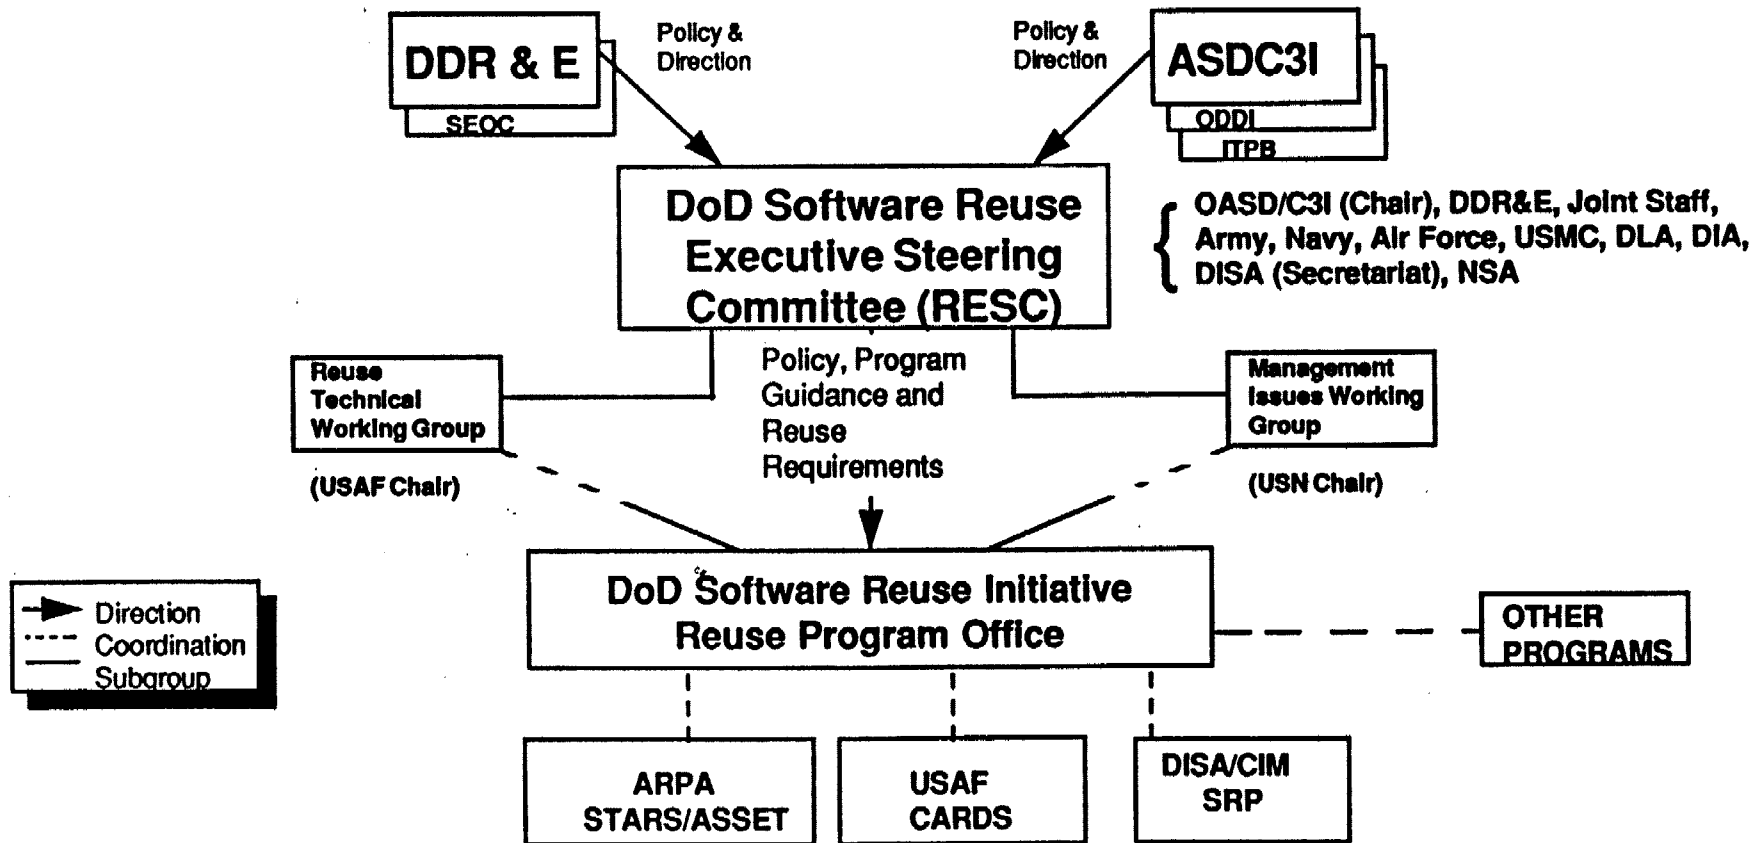 DDR & E
SEOC
Policy &
Direction
Policy &
Direction
ASDC3I
ODDI
ITPB
DoD Software Reuse
Executive Steering
Committee (RESC)
{ OASD/C3I (Chair), DDR&E, Joint Staff,
Army, Navy, Air Force, USMC, DLA, DIA,
DISA (Secretariat), NSA
Reuse
Technical
Working Group
(USAF Chair)
Policy, Program
Guidance and
Reuse
Requirements
Management
Issues Working
Group
(USN Chair)
Direction
Coordination
Subgroup
DoD Software Reuse Initiative
Reuse Program Office
OTHER
PROGRAMS
ARPA
STARS/ASSET
USAF
CARDS
DISA/CIM
SRP